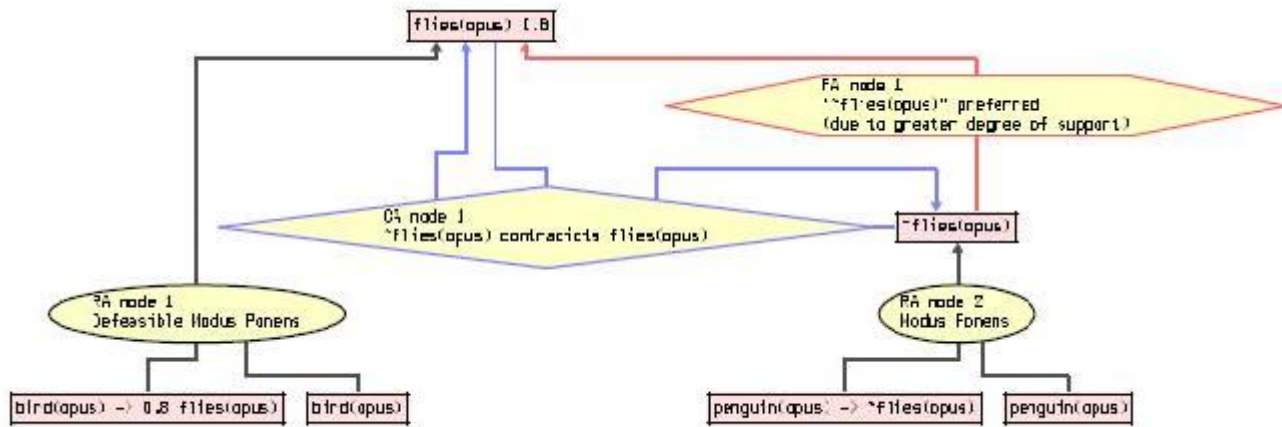 flies(opus) 0.8
PA node 1
"~flies(opus)" preferred
(due to greater degree of support)
CA node 1
~flies(opus) contradicts flies(opus)
~flies(opus)
RA node 1
Defeasible Modus Ponens
RA node 2
Modus Ponens
bird(opus) -> 0.8 flies(opus)
bird(opus)
penguin(opus) -> ~flies(opus)
penguin(opus)